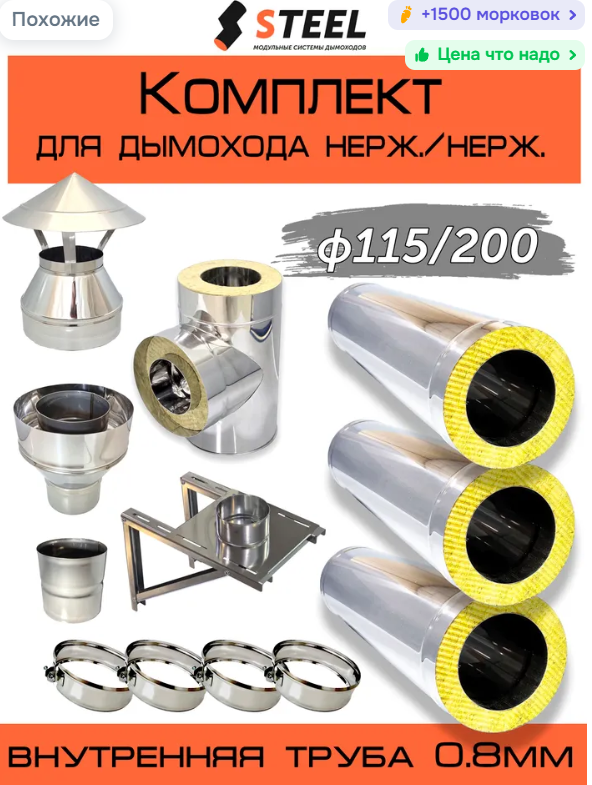 Похожие
+1500 морковок
STEEL
МОДУЛЬНЫЕ СИСТЕМЫ ДЫМОХОДОВ
Цена что надо
КОМПЛЕКТ
ДЛЯ ДЫМОХОДА НЕРЖ./НЕРЖ.
ф115/200
ВНУТРЕННЯЯ ТРУБА 0.8ММ